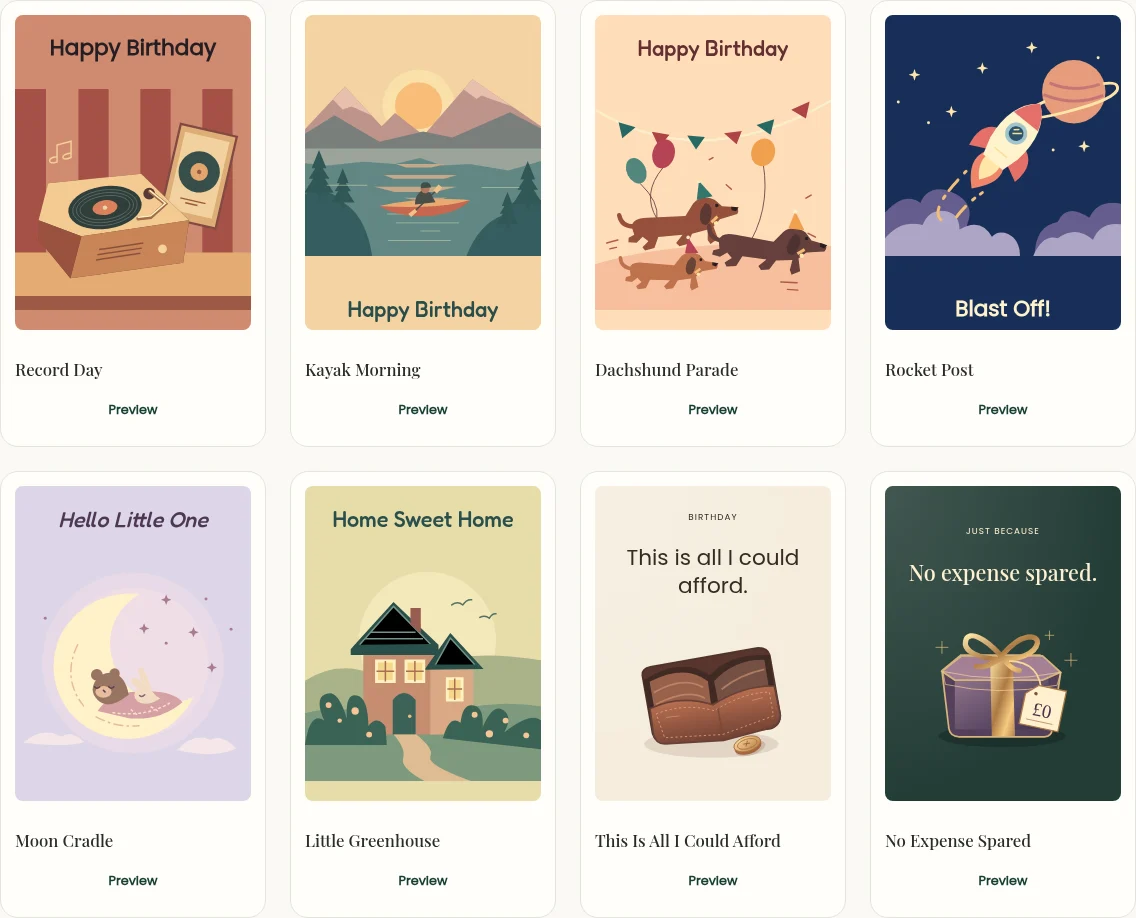 Happy Birthday
Happy Birthday
Happy Birthday
Blast Off!
Record Day
Kayak Morning
Dachshund Parade
Rocket Post
Preview
Preview
Preview
Preview
Hello Little One
Home Sweet Home
BIRTHDAY
This is all I could
afford.
JUST BECAUSE
No expense spared.
£0
Moon Cradle
Little Greenhouse
This Is All I Could Afford
No Expense Spared
Preview
Preview
Preview
Preview